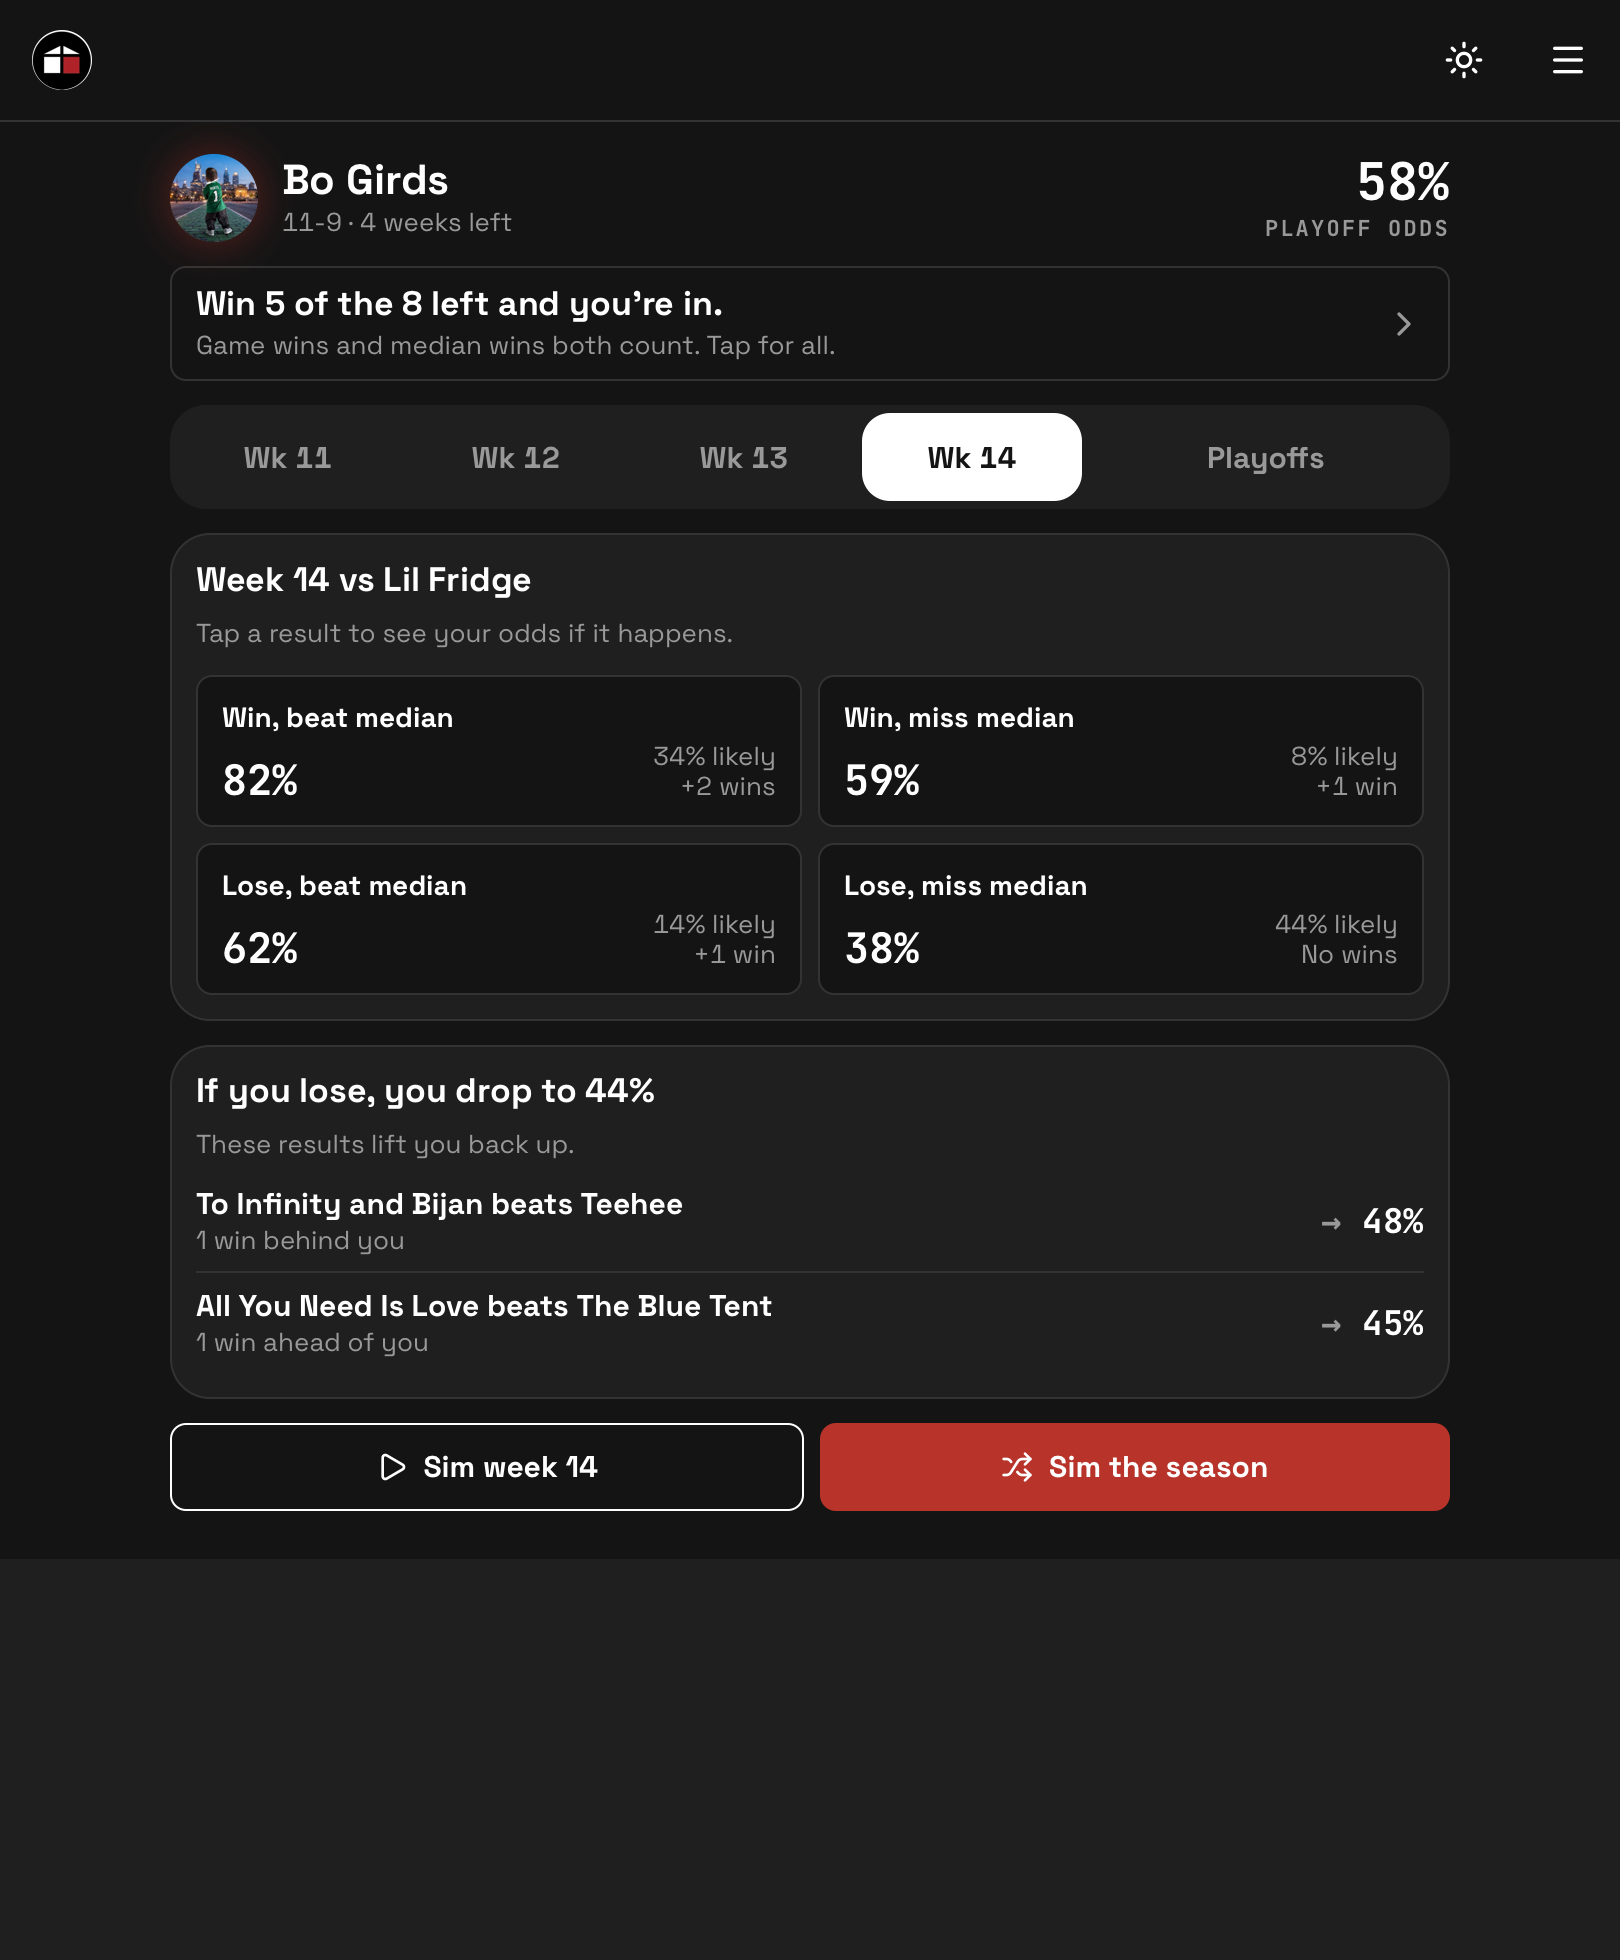 Bo Girds
11-9 · 4 weeks left
58%
PLAYOFF ODDS
Win 5 of the 8 left and you’re in.
Game wins and median wins both count. Tap for all.
Wk 11
Wk 12
Wk 13
Wk 14
Playoffs
Week 14 vs Lil Fridge
Tap a result to see your odds if it happens.
Win, beat median
82%
34% likely
+2 wins
Win, miss median
59%
8% likely
+1 win
Lose, beat median
62%
14% likely
+1 win
Lose, miss median
38%
44% likely
No wins
If you lose, you drop to 44%
These results lift you back up.
To Infinity and Bijan beats Teehee
1 win behind you
→ 48%
All You Need Is Love beats The Blue Tent
1 win ahead of you
→ 45%
Sim week 14
Sim the season